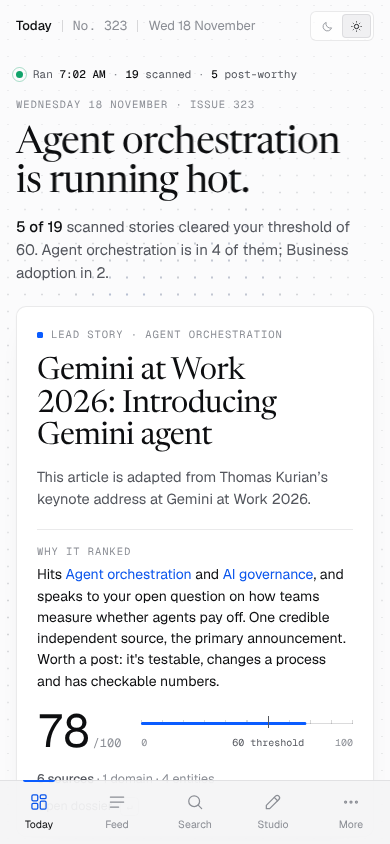 Today | No. 323 | Wed 18 November
Ran 7:02 AM · 19 scanned · 5 post-worthy
WEDNESDAY 18 NOVEMBER · ISSUE 323
Agent orchestration
is running hot.
5 of 19 scanned stories cleared your threshold of
60. Agent orchestration is in 4 of them; Business
adoption in 2.
LEAD STORY · AGENT ORCHESTRATION
Gemini at Work
2026: Introducing
Gemini agent
This article is adapted from Thomas Kurian’s
keynote address at Gemini at Work 2026.
WHY IT RANKED
Hits Agent orchestration and AI governance, and
speaks to your open question on how teams
measure whether agents pay off. One credible
independent source, the primary announcement.
Worth a post: it's testable, changes a process
and has checkable numbers.
78 /100
0 60 threshold 100
6 sources · 1 domain · 4 entities
Today Feed Search Studio More